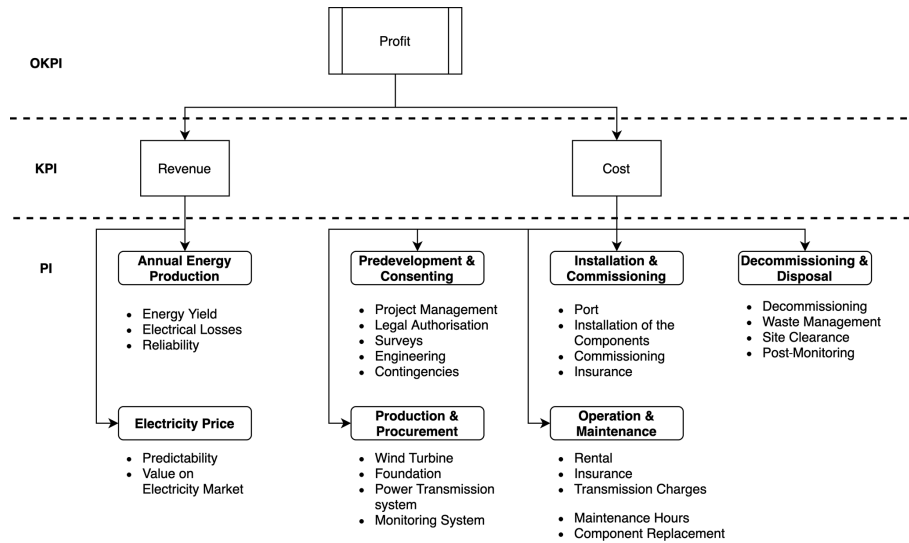 OKPI
Profit
KPI
Revenue
Cost
PI
Annual Energy
Production
• Energy Yield
• Electrical Losses
• Reliability
Electricity Price
• Predictability
• Value on
Electricity Market
Predevelopment &
Consenting
• Project Management
• Legal Authorisation
• Surveys
• Engineering
• Contingencies
Production &
Procurement
• Wind Turbine
• Foundation
• Power Transmission
system
• Monitoring System
Installation
& Commissioning
• Port
• Installation of the
Components
• Commissioning
• Insurance
Operation &
Maintenance
• Rental
• Insurance
• Transmission Charges
• Maintenance Hours
• Component Replacement
Decommissioning &
Disposal
• Decommissioning
• Waste Management
• Site Clearance
• Post-Monitoring